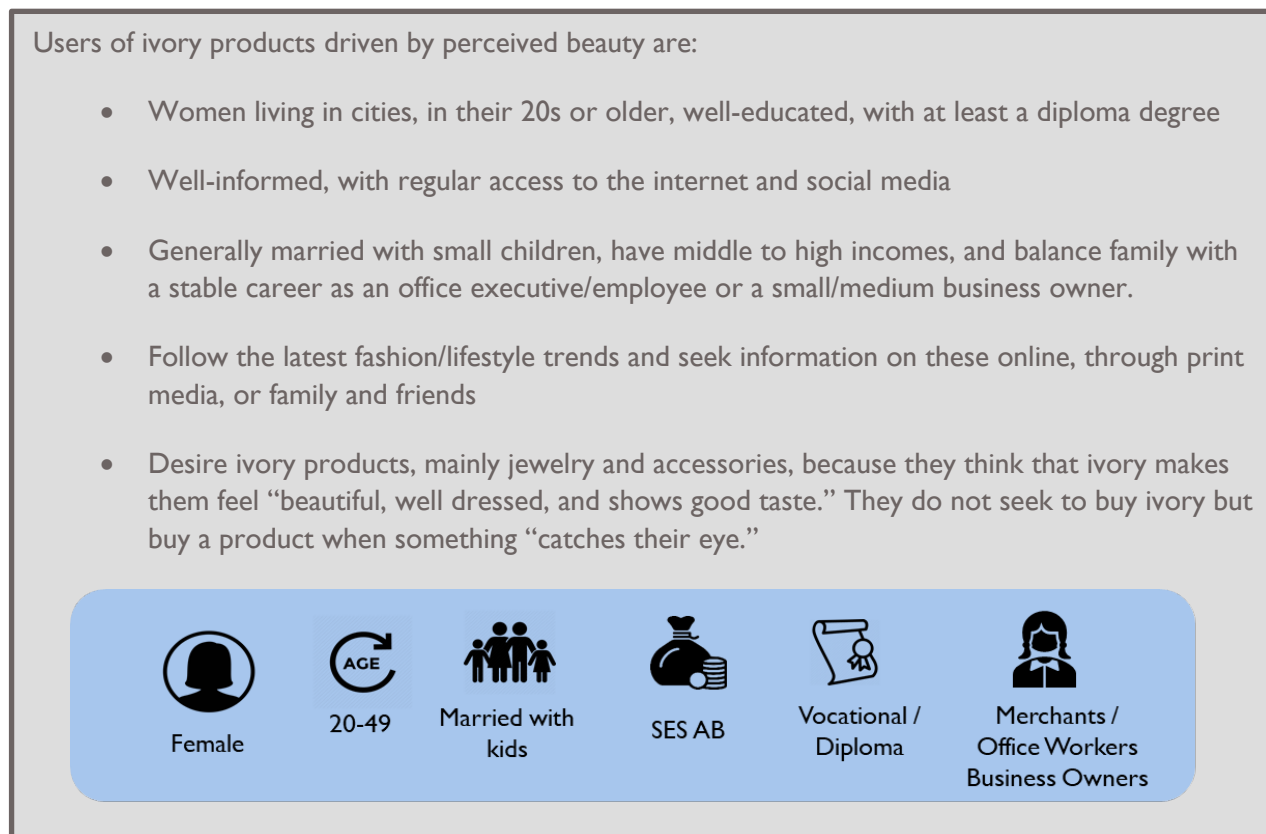 Users of ivory products driven by perceived beauty are:
• Women living in cities, in their 20s or older, well-educated, with at least a diploma degree
• Well-informed, with regular access to the internet and social media
• Generally married with small children, have middle to high incomes, and balance family with
a stable career as an office executive/employee or a small/medium business owner.
• Follow the latest fashion/lifestyle trends and seek information on these online, through print
media, or family and friends
• Desire ivory products, mainly jewelry and accessories, because they think that ivory makes
them feel “beautiful, well dressed, and shows good taste.” They do not seek to buy ivory but
buy a product when something “catches their eye.”
Female
AGE
20-49
Married with
kids
SES AB
Vocational /
Diploma
Merchants /
Office Workers
Business Owners